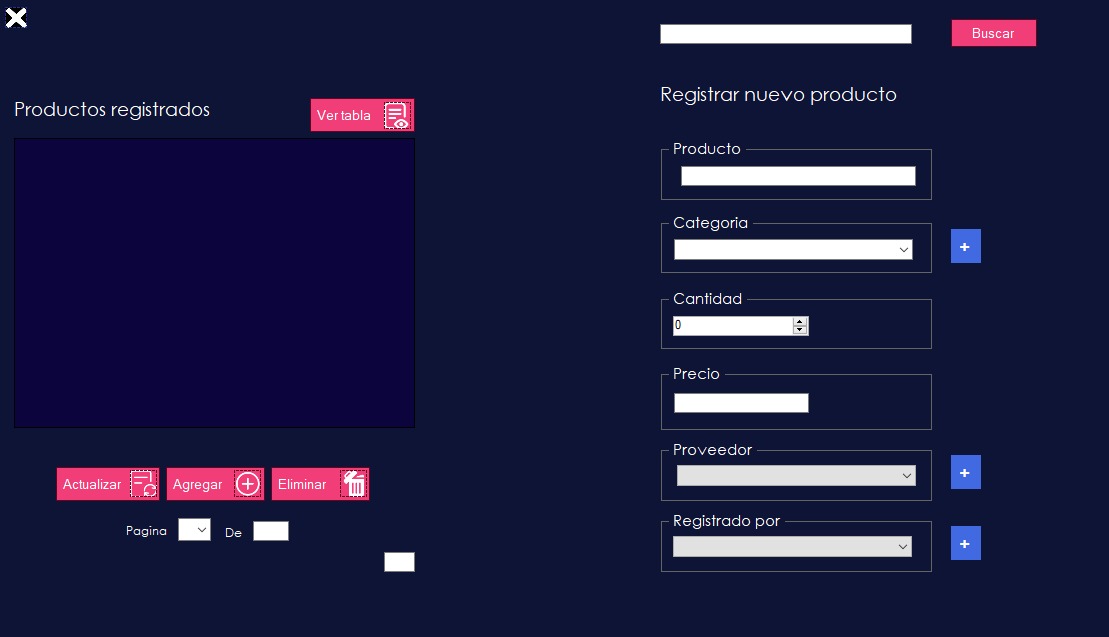 Buscar
Productos registrados
Ver tabla
Registrar nuevo producto
Producto
Categoria
+
Cantidad
0
Precio
Proveedor
+
Registrado por
+
Actualizar
Agregar
Eliminar
Pagina
De